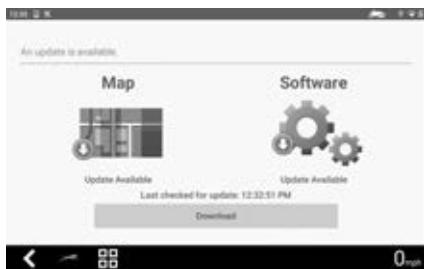 An update is available.
Map Software
Update Available Update Available
Last checked for update: 12:32:51 PM
Download
0mph